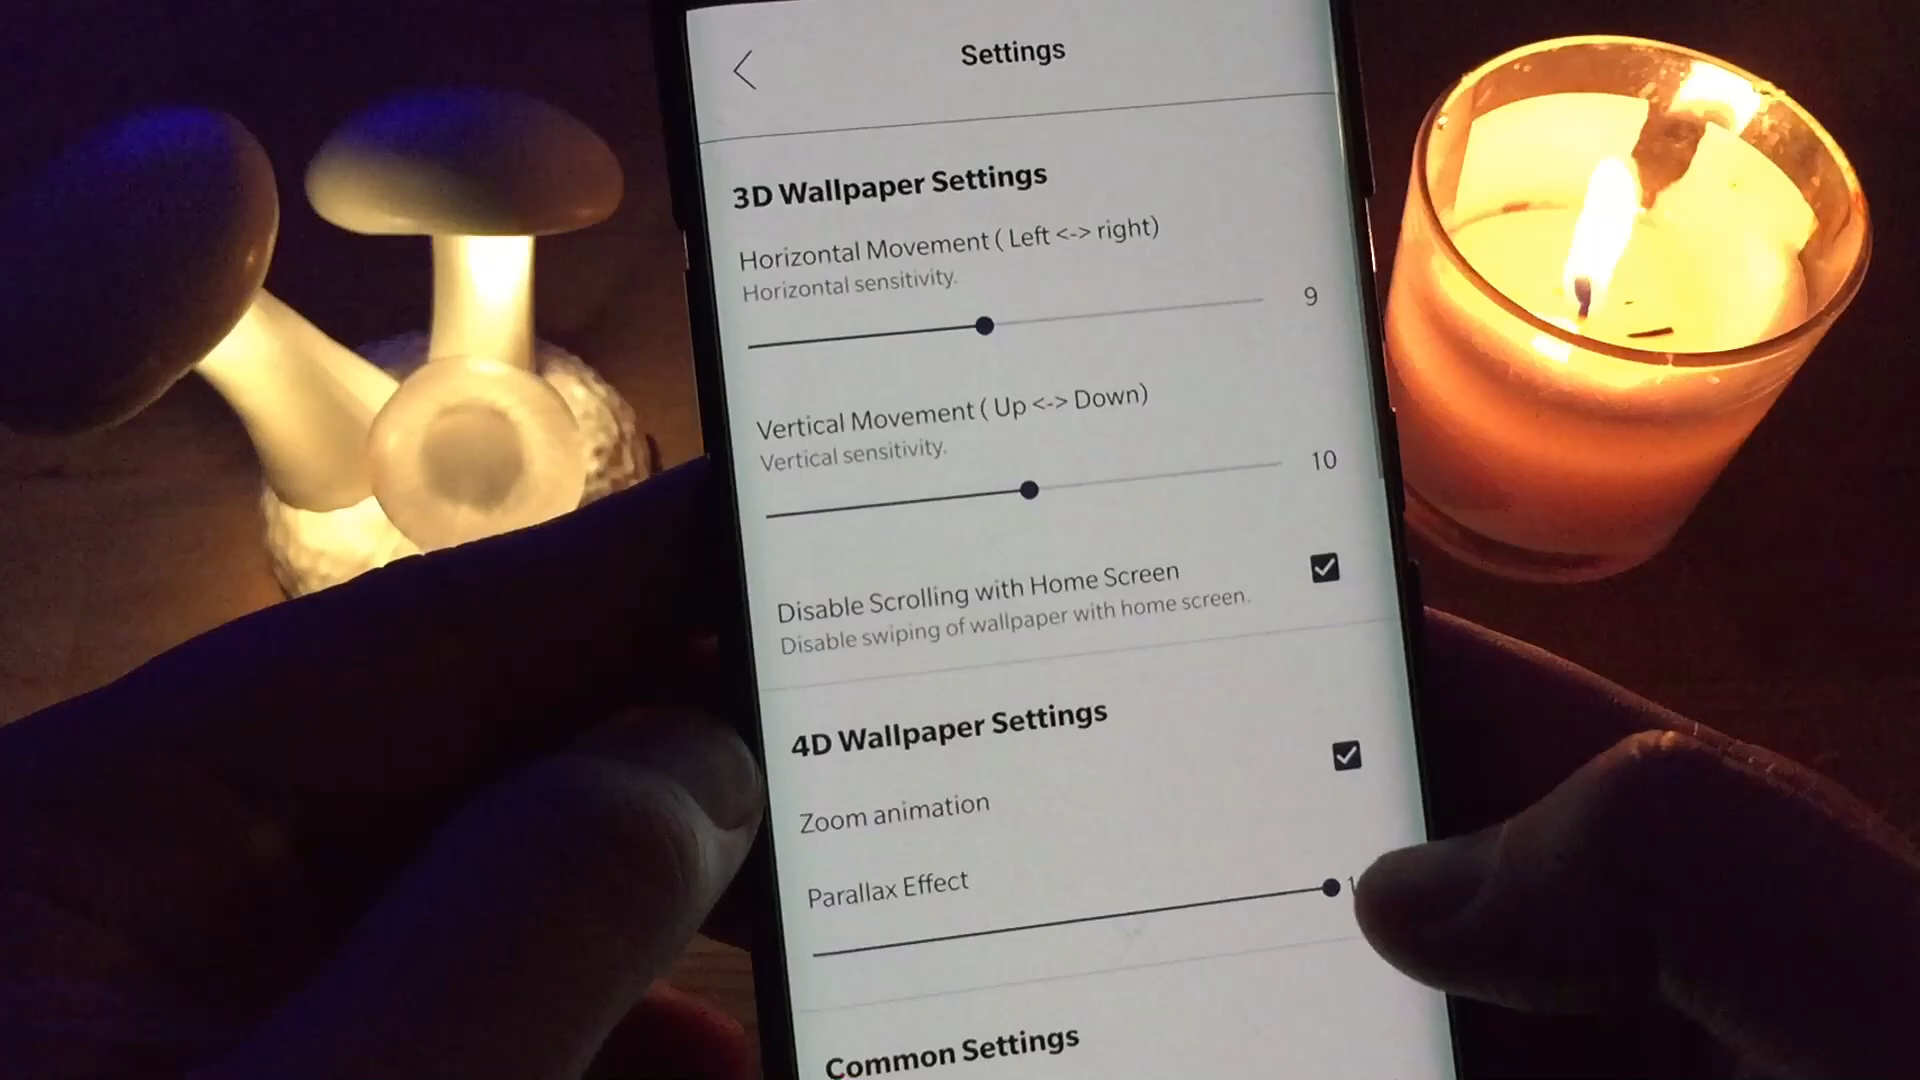 Settings
3D Wallpaper Settings
Horizontal Movement ( Left <-> right)
Horizontal sensitivity.
9
Vertical Movement ( Up <-> Down)
Vertical sensitivity.
10
Disable Scrolling with Home Screen
Disable swiping of wallpaper with home screen.
4D Wallpaper Settings
Zoom animation
Parallax Effect
Common Settings